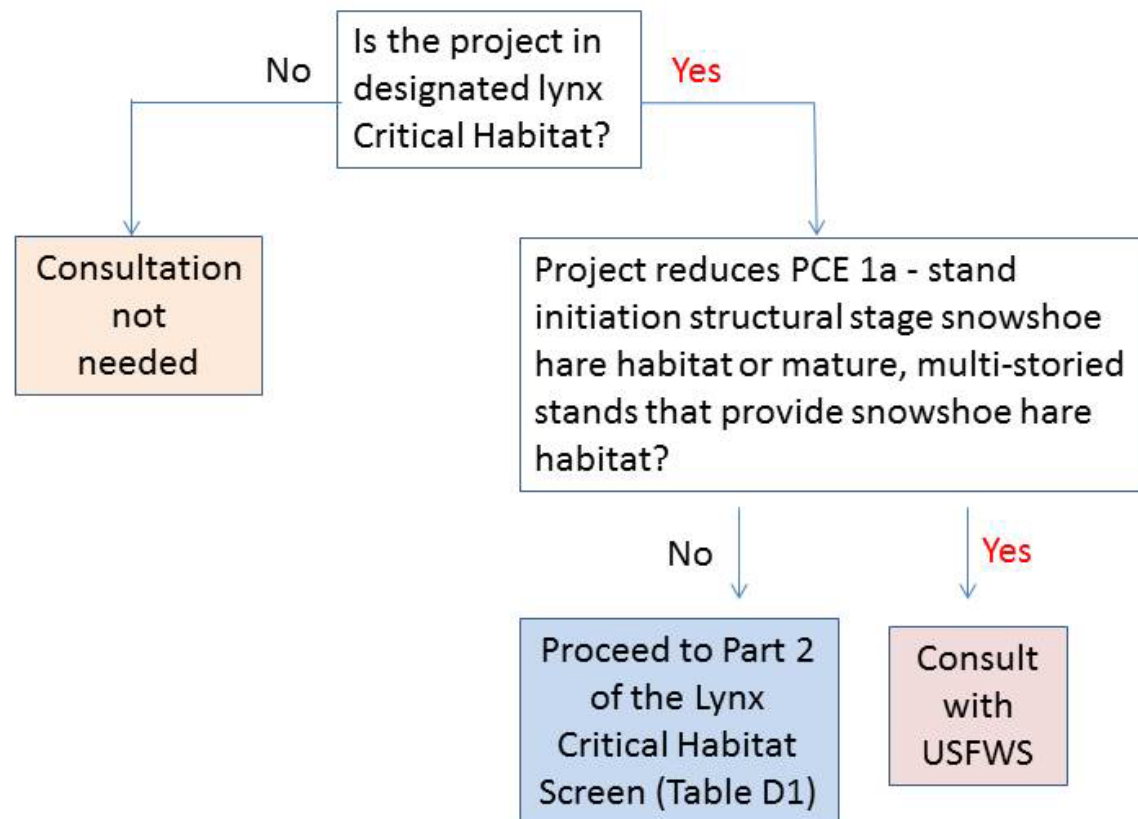 Is the project in
designated lynx
Critical Habitat?
No
Yes
Consultation
not
needed
Project reduces PCE 1a - stand
initiation structural stage snowshoe
hare habitat or mature, multi-storied
stands that provide snowshoe hare
habitat?
No
Yes
Proceed to Part 2
of the Lynx
Critical Habitat
Screen (Table D1)
Consult
with
USFWS